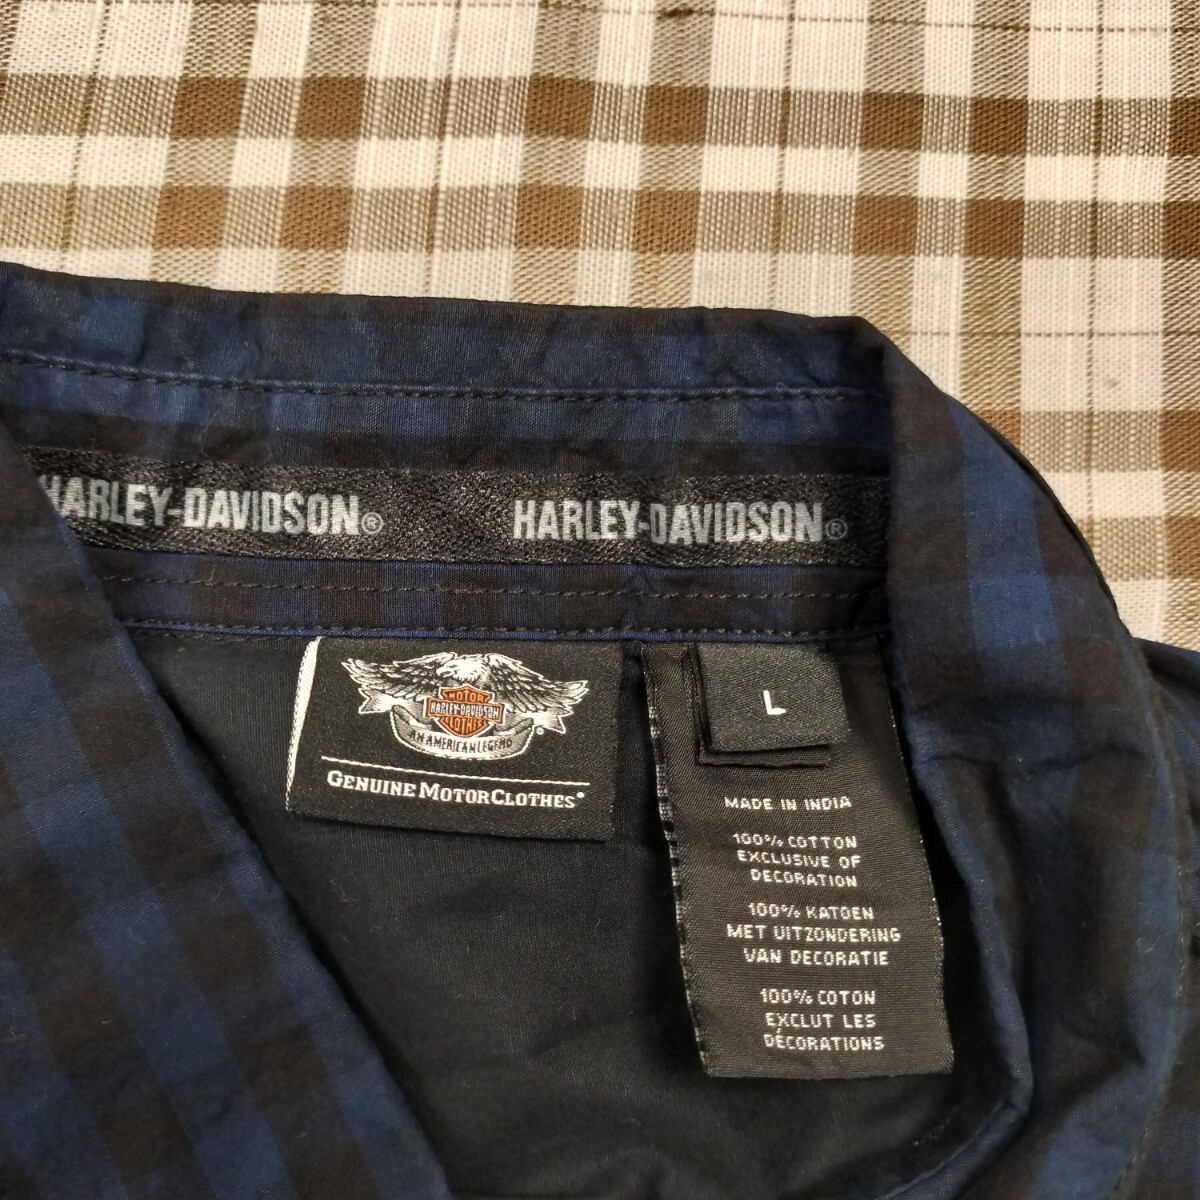 HARLEY-DAVIDSON®
HARLEY-DAVIDSON®
MOTOR
HARLEY-DAVIDSON
CLOTHES
AN AMERICAN LEGEND
GENUINE MOTORCLOTHES®
L
MADE IN INDIA
100% COTTON
EXCLUSIVE OF
DECORATION
100% KATOEN
MET UITZONDERING
VAN DECORATIE
100% COTON
EXCLUT LES
DÉCORATIONS